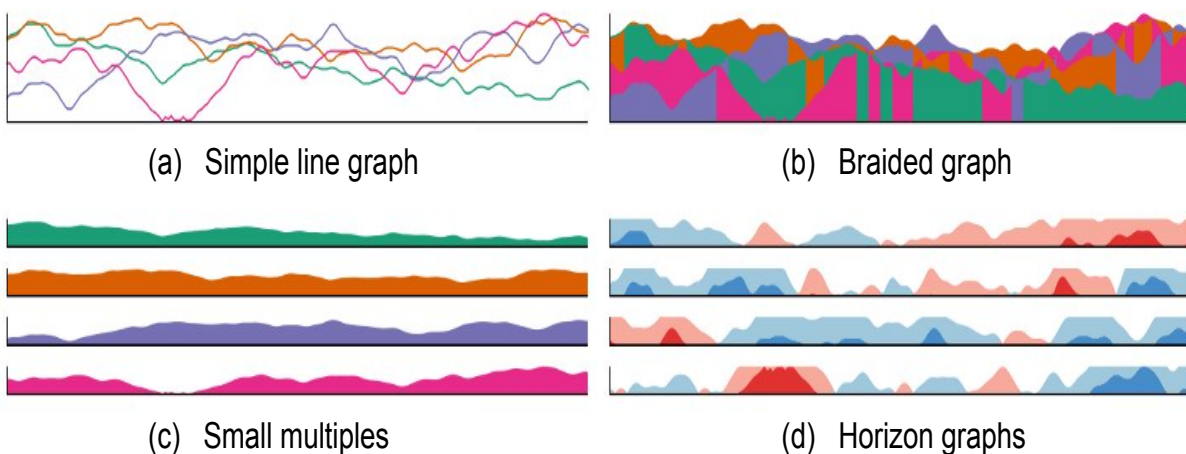 (a) Simple line graph
(b) Braided graph
(c) Small multiples
(d) Horizon graphs